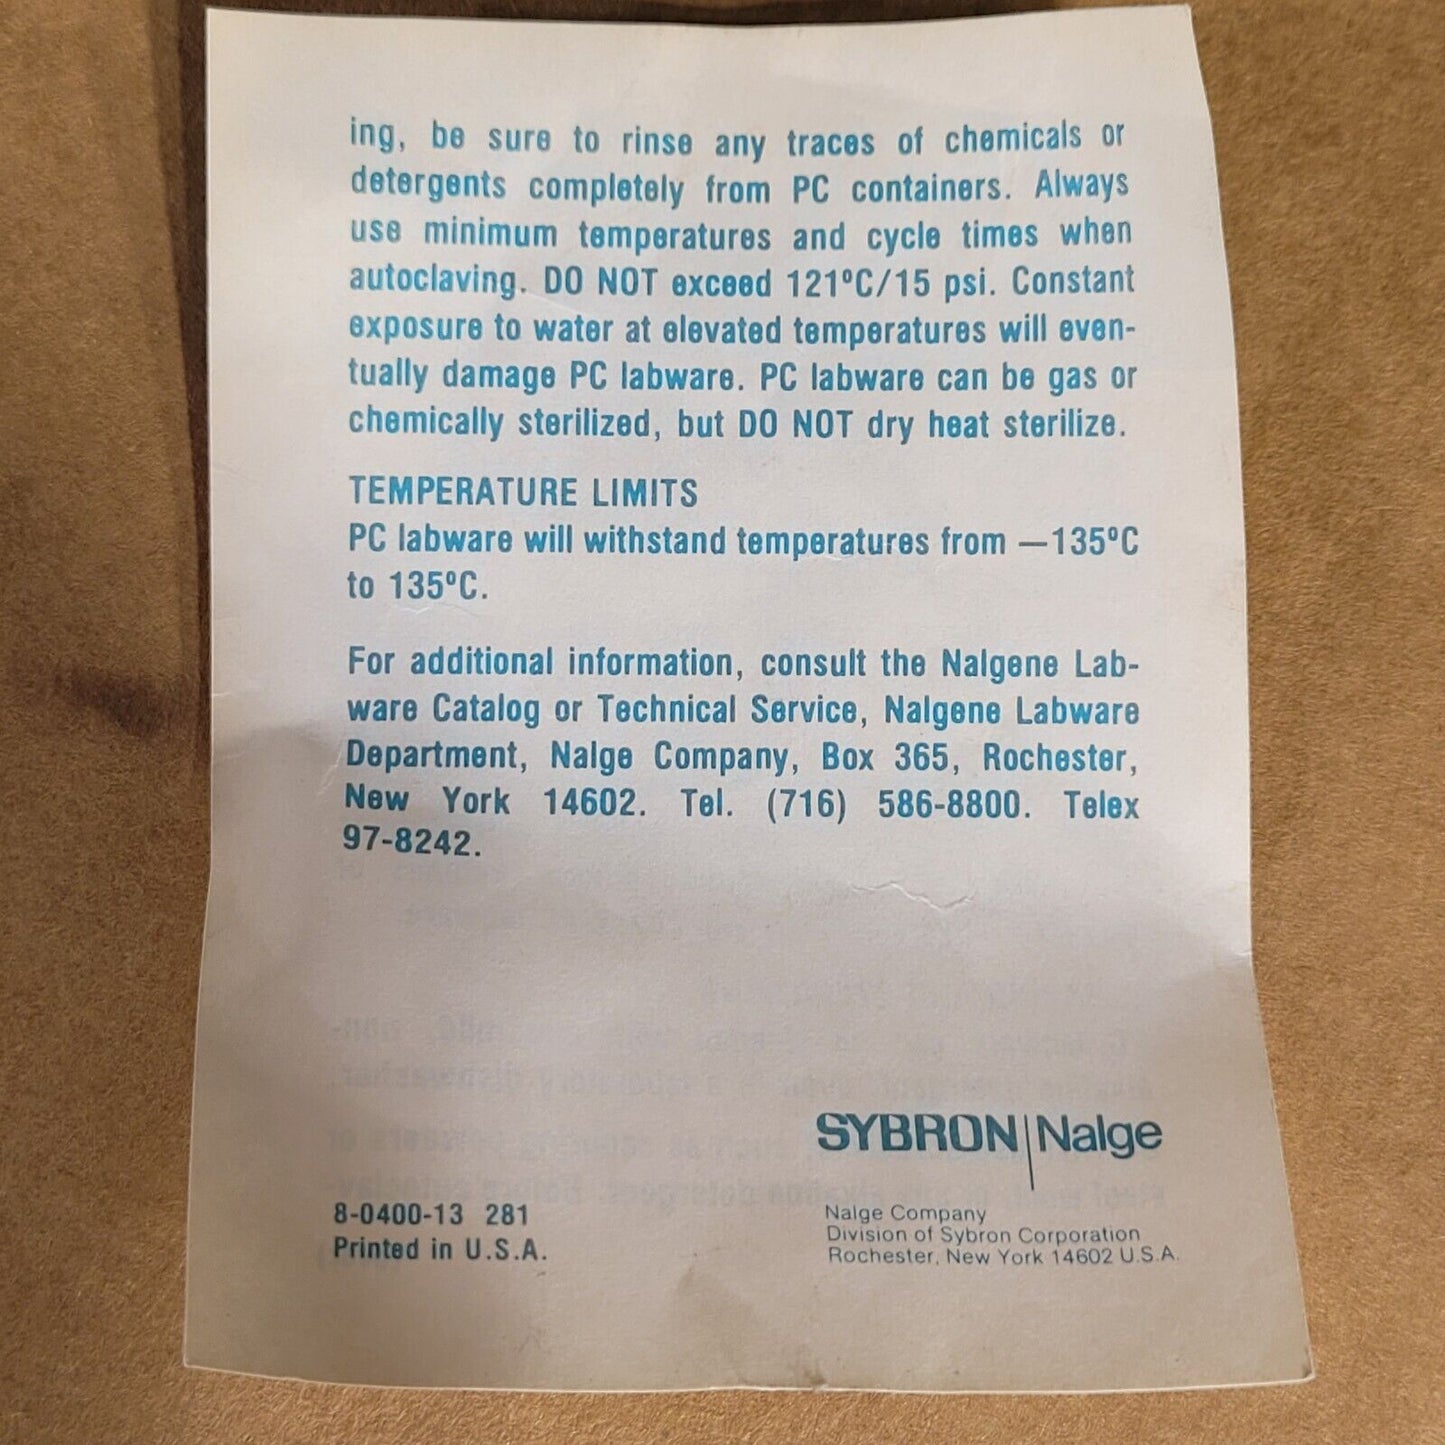 ing, be sure to rinse any traces of chemicals or
detergents completely from PC containers. Always
use minimum temperatures and cycle times when
autoclaving. DO NOT exceed 121ºC/15 psi. Constant
exposure to water at elevated temperatures will even-
tually damage PC labware. PC labware can be gas or
chemically sterilized, but DO NOT dry heat sterilize.
TEMPERATURE LIMITS
PC labware will withstand temperatures from —135ºC
to 135ºC.
For additional information, consult the Nalgene Lab-
ware Catalog or Technical Service, Nalgene Labware
Department, Nalge Company, Box 365, Rochester,
New York 14602. Tel. (716) 586-8800. Telex
97-8242.
SYBRON|Nalge
8-0400-13 281
Printed in U.S.A.
Nalge Company
Division of Sybron Corporation
Rochester, New York 14602 U.S.A.